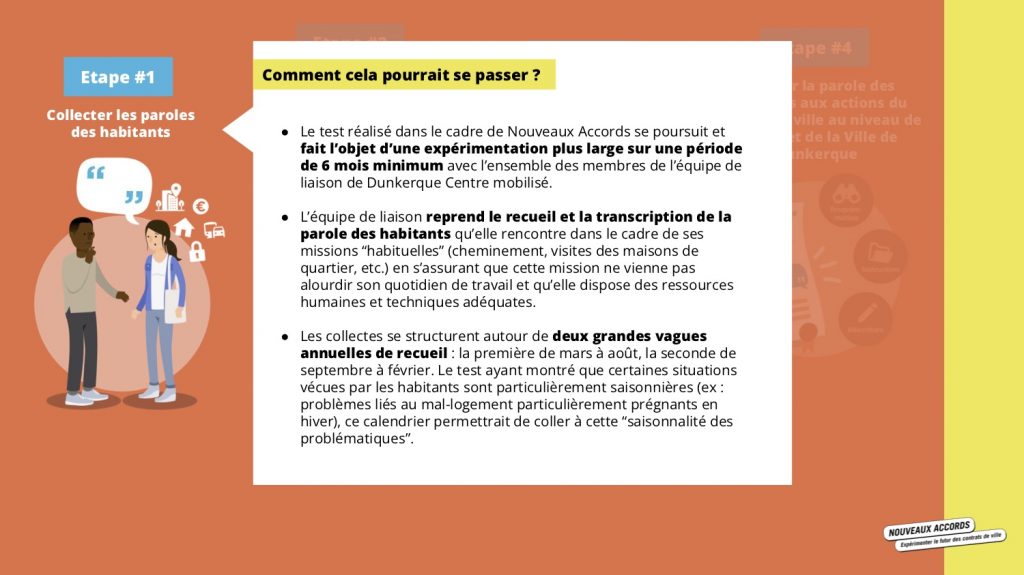 Etape #1
Collecter les paroles
des habitants
Comment cela pourrait se passer ?
● Le test réalisé dans le cadre de Nouveaux Accords se poursuit et
fait l’objet d’une expérimentation plus large sur une période
de 6 mois minimum avec l’ensemble des membres de l’équipe de
liaison de Dunkerque Centre mobilisé.
● L’équipe de liaison reprend le recueil et la transcription de la
parole des habitants qu’elle rencontre dans le cadre de ses
missions “habituelles” (cheminement, visites des maisons de
quartier, etc.) en s’assurant que cette mission ne vienne pas
alourdir son quotidien de travail et qu’elle dispose des ressources
humaines et techniques adéquates.
● Les collectes se structurent autour de deux grandes vagues
annuelles de recueil : la première de mars à août, la seconde de
septembre à février. Le test ayant montré que certaines situations
vécues par les habitants sont particulièrement saisonnières (ex :
problèmes liés au mal-logement particulièrement prégnants en
hiver), ce calendrier permettrait de coller à cette “saisonnalité des
problématiques”.
#4
la parole des
aux actions du
ville au niveau de
et de la Ville de
NOUVEAUX ACCORDS
Expérimenter le futur des contrats de ville